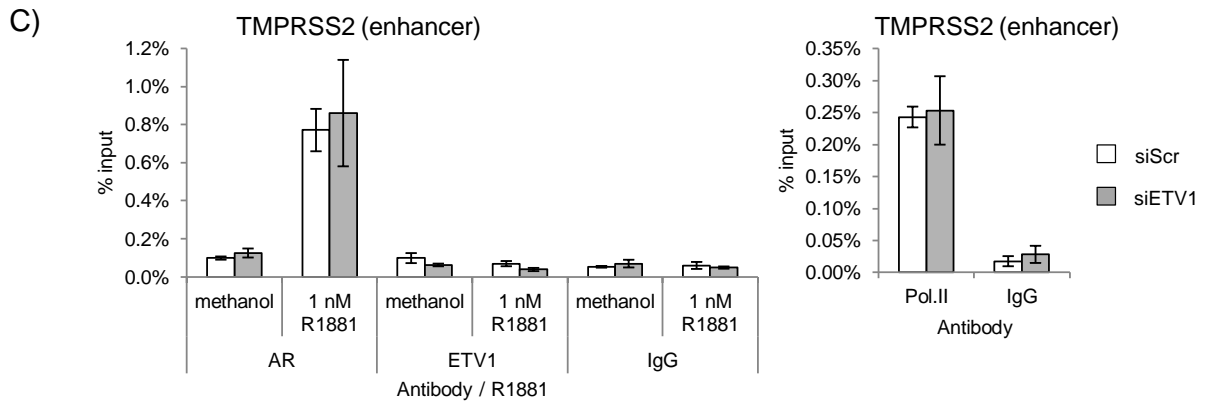 C)
TMPRSS2 (enhancer)
1.2%
1.0%
0.8%
0.6%
0.4%
0.2%
0.0%
% input
methanol
1 nM
R1881
methanol
1 nM
R1881
methanol
1 nM
R1881
AR
ETV1
IgG
Antibody / R1881
TMPRSS2 (enhancer)
0.35%
0.30%
0.25%
0.20%
0.15%
0.10%
0.05%
0.00%
% input
Pol.II
IgG
Antibody
siScr
siETV1